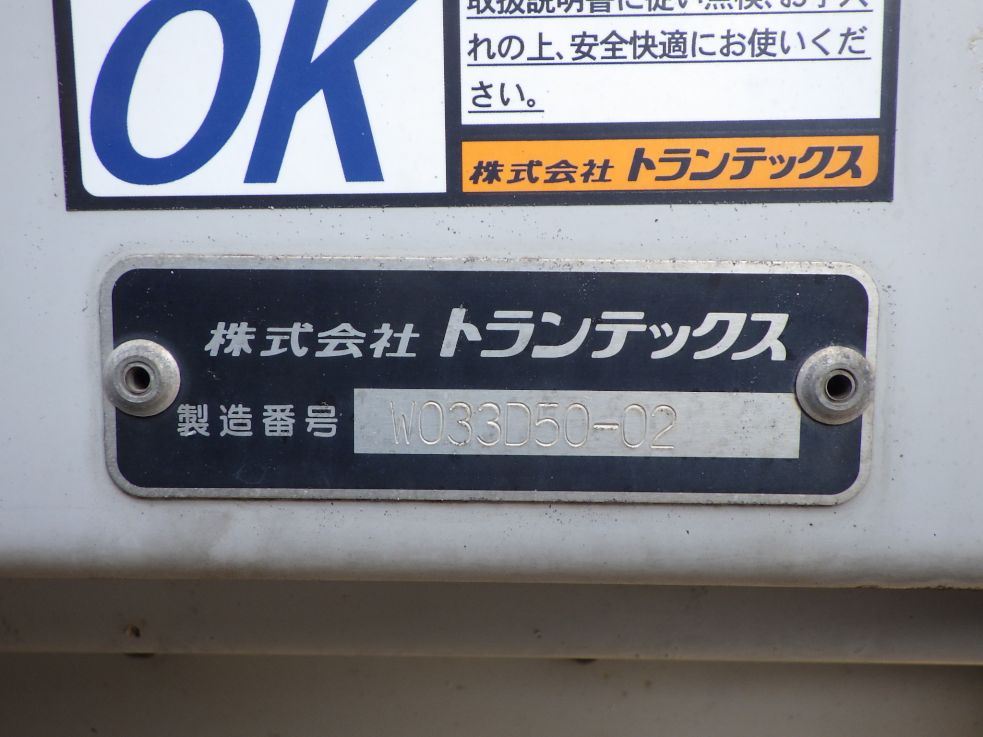 OK
取扱説明書に従い点検、お手入
れの上、安全快適にお使いくだ
さい。
株式会社 トランテックス
株式会社 トランテックス
製造番号 W033D50-02